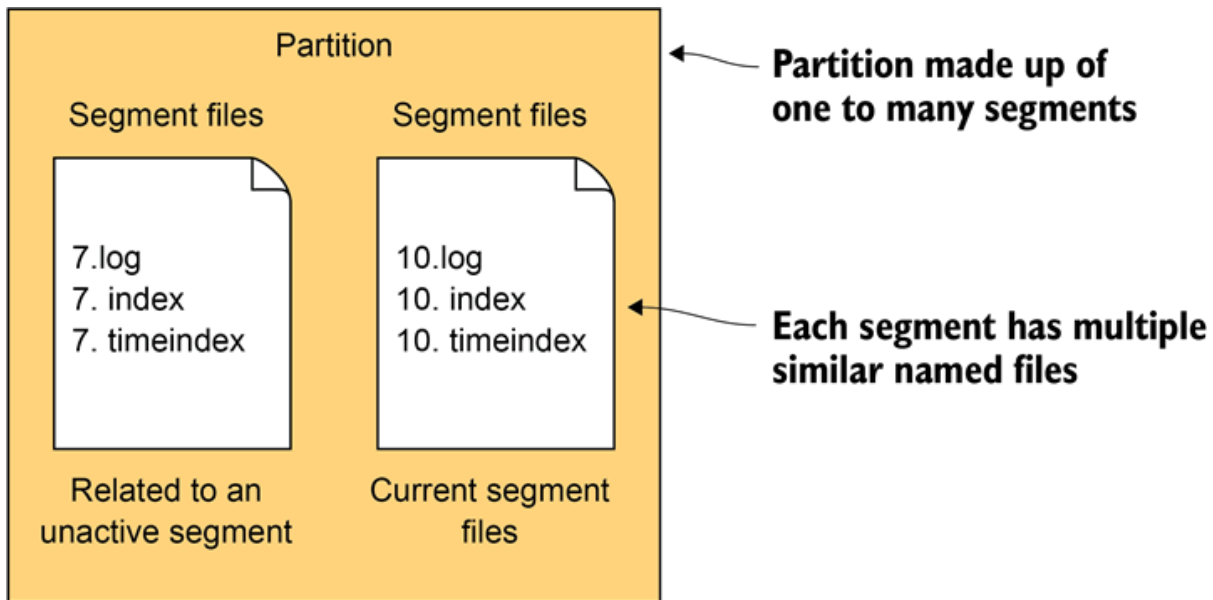 Partition
Segment files
Segment files
7.log
7. index
7. timeindex
10.log
10. index
10. timeindex
Related to an
unactive segment
Current segment
files
Partition made up of
one to many segments
Each segment has multiple
similar named files